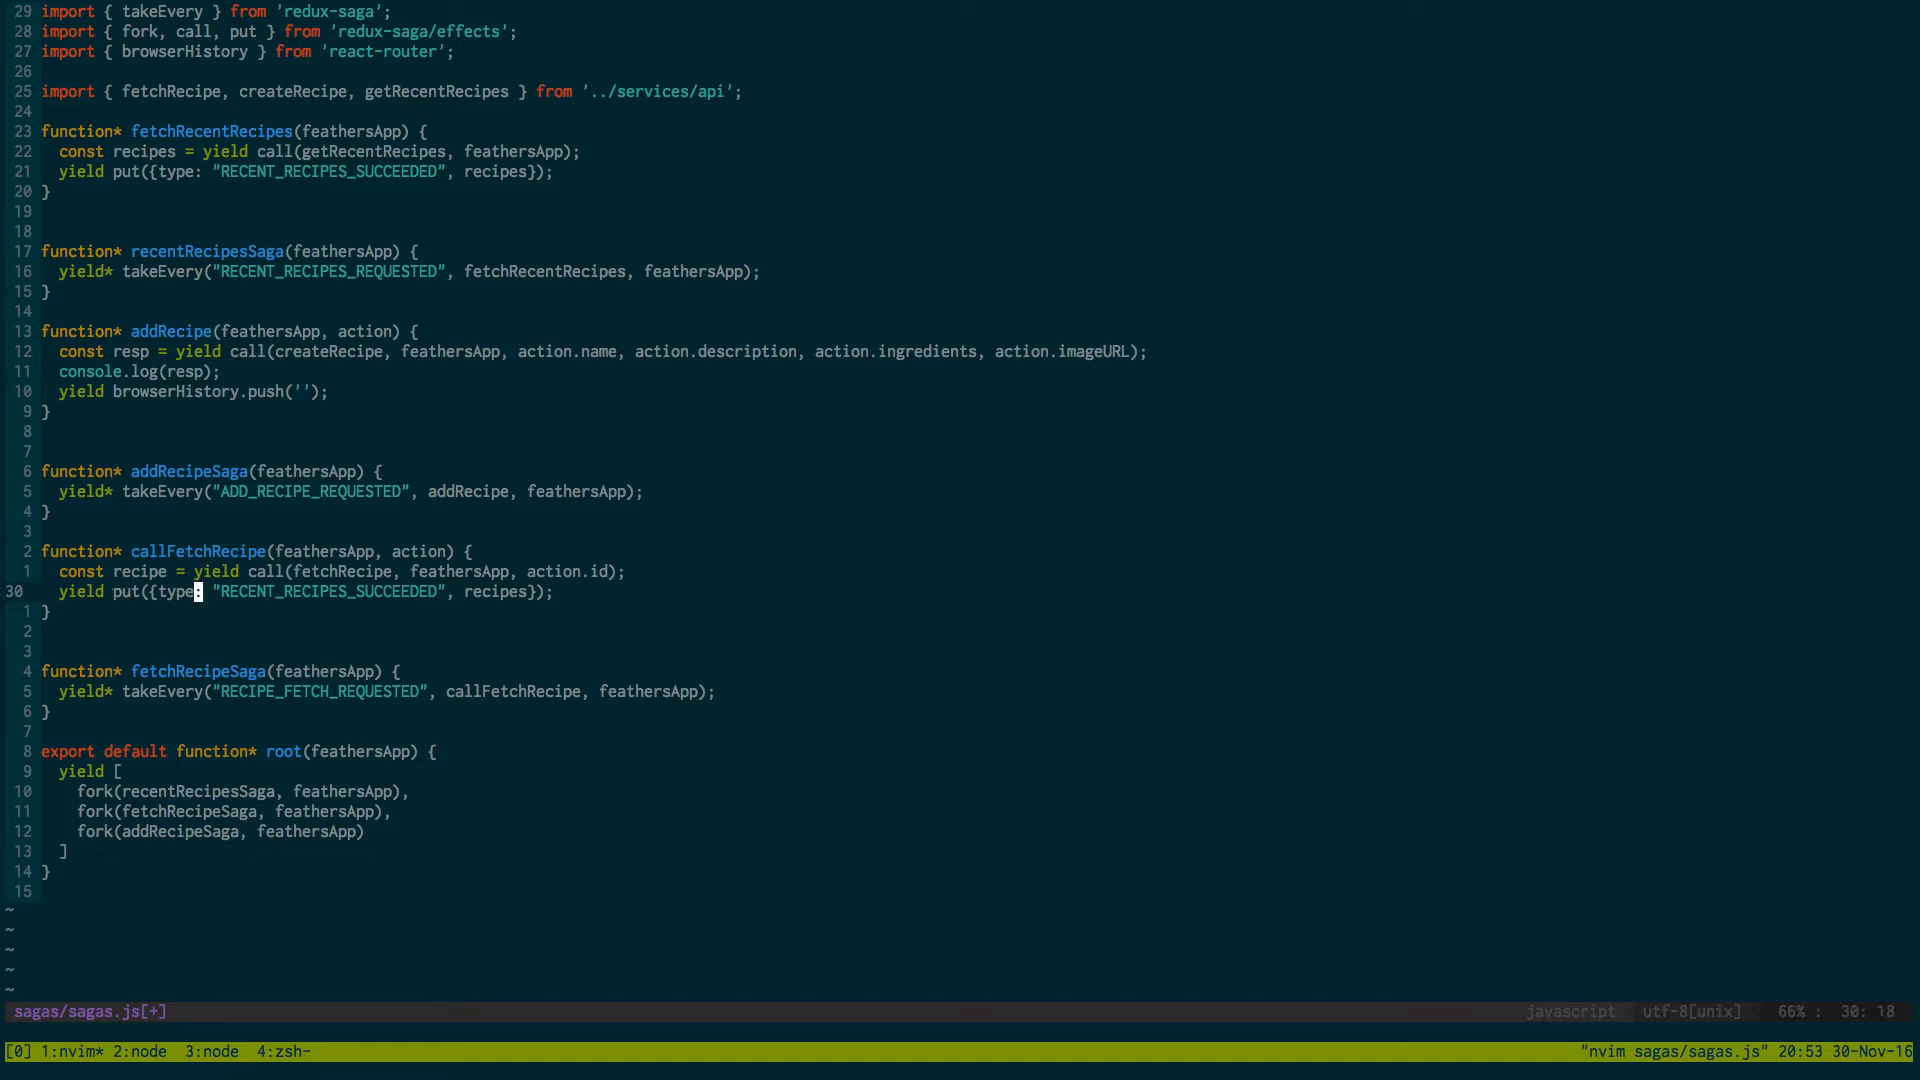 29 import { takeEvery } from 'redux-saga';
28 import { fork, call, put } from 'redux-saga/effects';
27 import { browserHistory } from 'react-router';
26
25 import { fetchRecipe, createRecipe, getRecentRecipes } from '../services/api';
24
23 function* fetchRecentRecipes(feathersApp) {
22   const recipes = yield call(getRecentRecipes, feathersApp);
21   yield put({type: "RECENT_RECIPES_SUCCEEDED", recipes});
20 }
19
18
17 function* recentRecipesSaga(feathersApp) {
16   yield* takeEvery("RECENT_RECIPES_REQUESTED", fetchRecentRecipes, feathersApp);
15 }
14
13 function* addRecipe(feathersApp, action) {
12   const resp = yield call(createRecipe, feathersApp, action.name, action.description, action.ingredients, action.imageURL);
11   console.log(resp);
10   yield browserHistory.push('');
9 }
8
7
6 function* addRecipeSaga(feathersApp) {
5   yield* takeEvery("ADD_RECIPE_REQUESTED", addRecipe, feathersApp);
4 }
3
2 function* callFetchRecipe(feathersApp, action) {
1   const recipe = yield call(fetchRecipe, feathersApp, action.id);
30   yield put({type: "RECENT_RECIPES_SUCCEEDED", recipes});
1 }
2
3
4 function* fetchRecipeSaga(feathersApp) {
5   yield* takeEvery("RECIPE_FETCH_REQUESTED", callFetchRecipe, feathersApp);
6 }
7
8 export default function* root(feathersApp) {
9   yield [
10     fork(recentRecipesSaga, feathersApp),
11     fork(fetchRecipeSaga, feathersApp),
12     fork(addRecipeSaga, feathersApp)
13   ]
14 }
15
~
~
~
~
~
sagas/sagas.js[+] javascript utf-8[unix] 66% : 30: 18
[0] 1:nvim* 2:node 3:node 4:zsh- "nvim sagas/sagas.js" 20:53 30-Nov-16